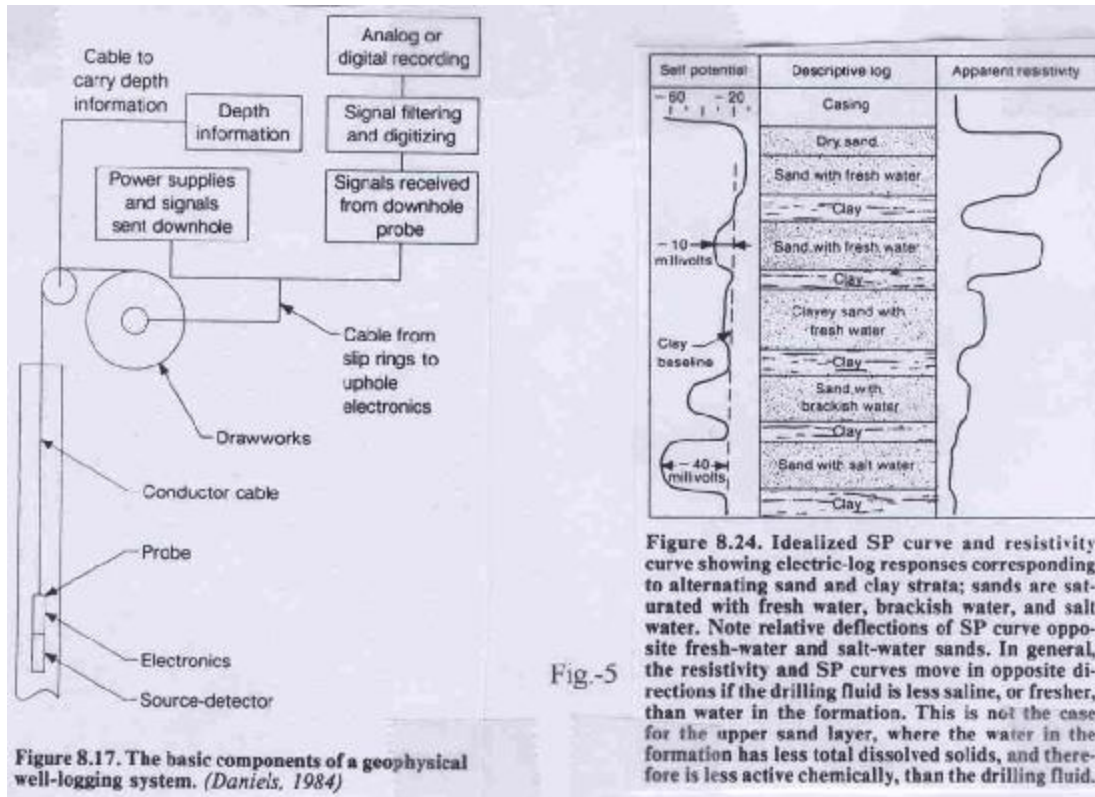 Analog or
digital recording
Cable to
carry depth
information
Depth
information
Signal filtering
and digitizing
Power supplies
and signals
sent downhole
Signals received
from downhole
probe
Cable from
slip rings to
uphole
electronics
Drawworks
Conductor cable
Probe
Electronics
Source-detector
Figure 8.17. The basic components of a geophysical
well-logging system. (Daniels, 1984)
Fig.-5
Self potential
Descriptive log
Apparent resistivity
-60 -20
Casing
Dry sand
Sand with fresh water
Clay
-10
millivolts
Sand with fresh water
Clay
Clayey sand with
fresh water
Clay
baseline
Clay
Sand with
brackish water
Clay
-40
millivolts
Sand with salt water
Clay
Figure 8.24. Idealized SP curve and resistivity
curve showing electric-log responses corresponding
to alternating sand and clay strata; sands are sat-
urated with fresh water, brackish water, and salt
water. Note relative deflections of SP curve oppo-
site fresh-water and salt-water sands. In general,
the resistivity and SP curves move in opposite di-
rections if the drilling fluid is less saline, or fresher,
than water in the formation. This is not the case
for the upper sand layer, where the water in the
formation has less total dissolved solids, and there-
fore is less active chemically, than the drilling fluid.